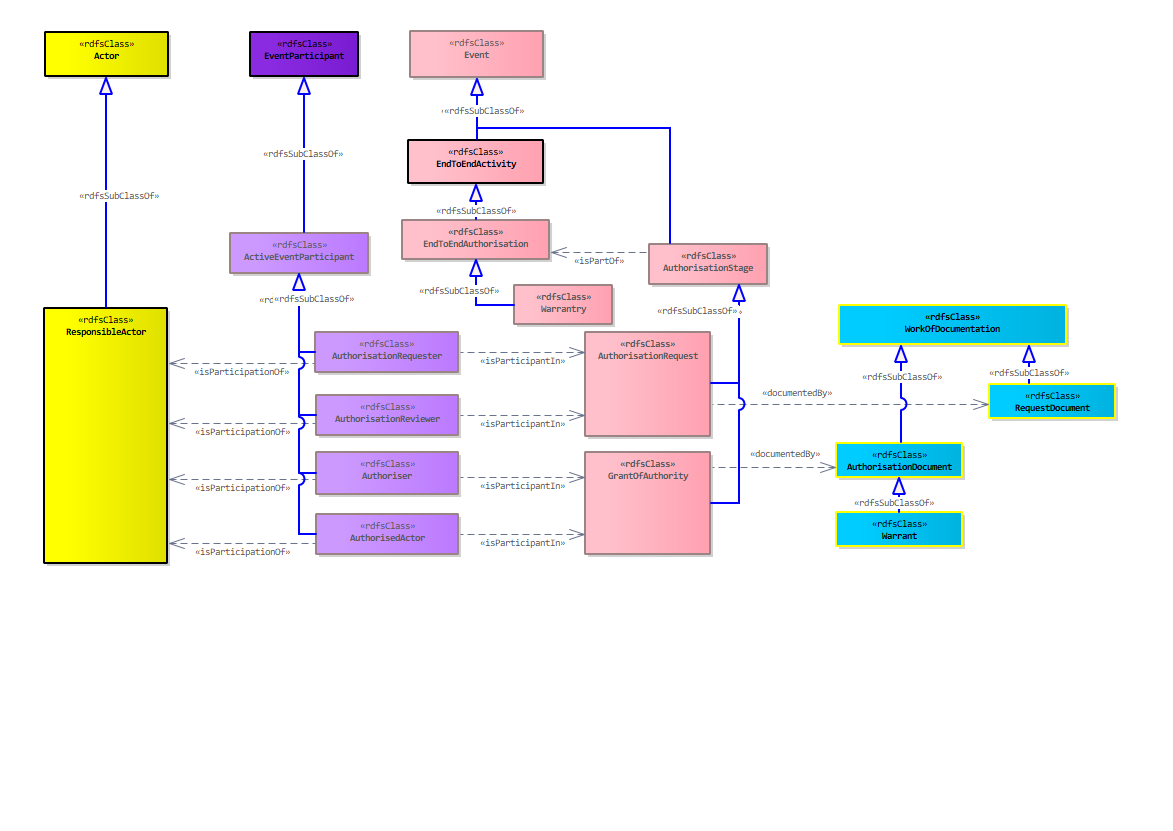 «rdfsClass»
Actor
«rdfsClass»
EventParticipant
«rdfsClass»
Event
«rdfsSubClassOf»
«rdfsClass»
EndToEndActivity
«rdfsSubClassOf»
«rdfsSubClassOf»
«rdfsSubClassOf»
«rdfsClass»
EndToEndAuthorisation
«rdfsClass»
ActiveEventParticipant
«isPartOf»
«rdfsClass»
AuthorisationStage
«rdfsSubClassOf»
«rdfsSubClassOf»
«rdfsClass»
Warrantry
«rdfsSubClassOf»
«rdfsClass»
ResponsibleActor
«rdfsClass»
WorkOfDocumentation
«rdfsClass»
AuthorisationRequester
«rdfsClass»
AuthorisationRequest
«isParticipationOf»
«isParticipantIn»
«rdfsSubClassOf»
«rdfsSubClassOf»
«documentedBy»
«rdfsClass»
RequestDocument
«rdfsClass»
AuthorisationReviewer
«isParticipationOf»
«isParticipantIn»
«rdfsClass»
Authoriser
«rdfsClass»
GrantOfAuthority
«documentedBy»
«rdfsClass»
AuthorisationDocument
«isParticipationOf»
«isParticipantIn»
«rdfsSubClassOf»
«rdfsClass»
AuthorisedActor
«rdfsClass»
Warrant
«isParticipationOf»
«isParticipantIn»